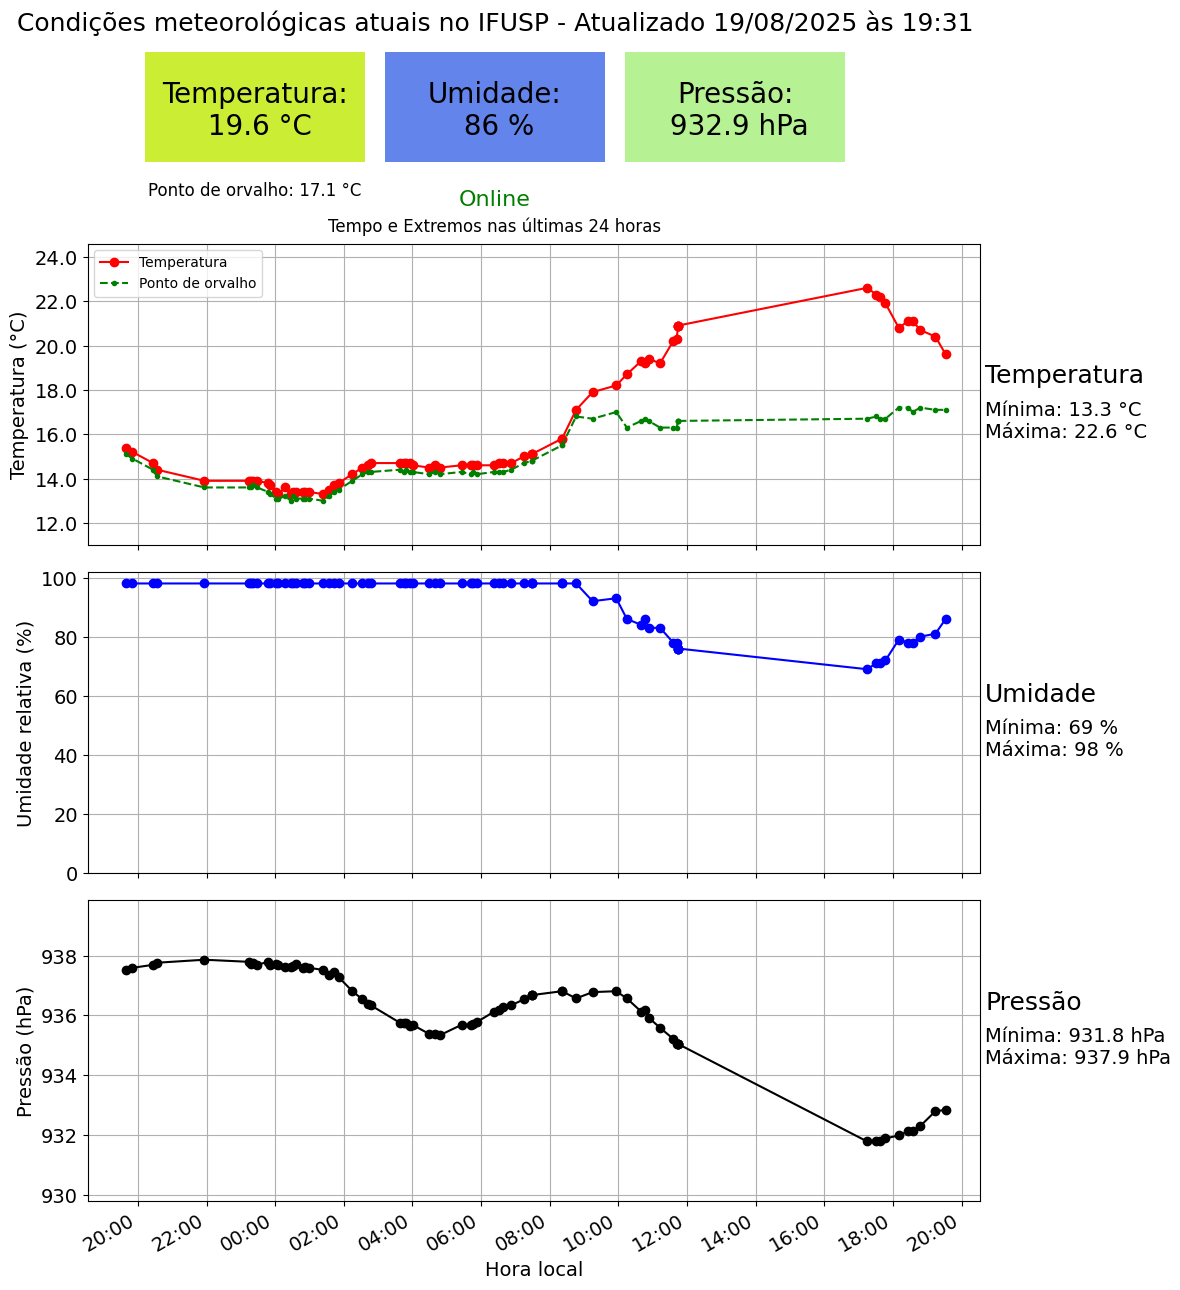 Condições meteorológicas atuais no IFUSP - Atualizado 19/08/2025 às 19:31
Temperatura:
19.6 °C
Umidade:
86 %
Pressão:
932.9 hPa
Ponto de orvalho: 17.1 °C
Online
Tempo e Extremos nas últimas 24 horas
Temperatura
Ponto de orvalho
Temperatura (°C)
24.0
22.0
20.0
18.0
16.0
14.0
12.0
Temperatura
Mínima: 13.3 °C
Máxima: 22.6 °C
Umidade relativa (%)
100
80
60
40
20
0
Umidade
Mínima: 69 %
Máxima: 98 %
Pressão (hPa)
938
936
934
932
930
Pressão
Mínima: 931.8 hPa
Máxima: 937.9 hPa
20:00 22:00 00:00 02:00 04:00 06:00 08:00 10:00 12:00 14:00 16:00 18:00 20:00
Hora local